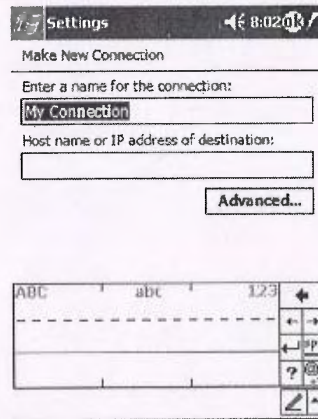 Settings 8:02 ok
Make New Connection
Enter a name for the connection:
My Connection
Host name or IP address of destination:
Advanced...
ABC abc 123
? @